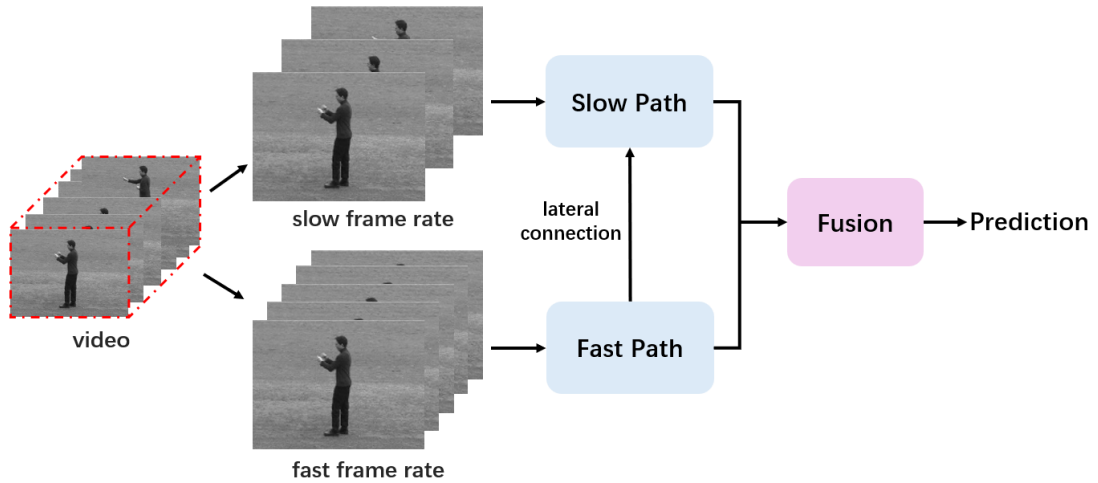 video
slow frame rate
fast frame rate
Slow Path
lateral
connection
Fast Path
Fusion
Prediction